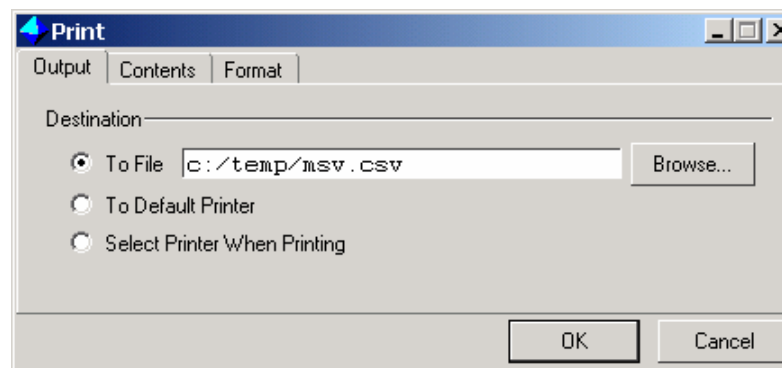 Print
Output Contents Format
Destination
To File c:/temp/msv.csv Browse...
To Default Printer
Select Printer When Printing
OK Cancel